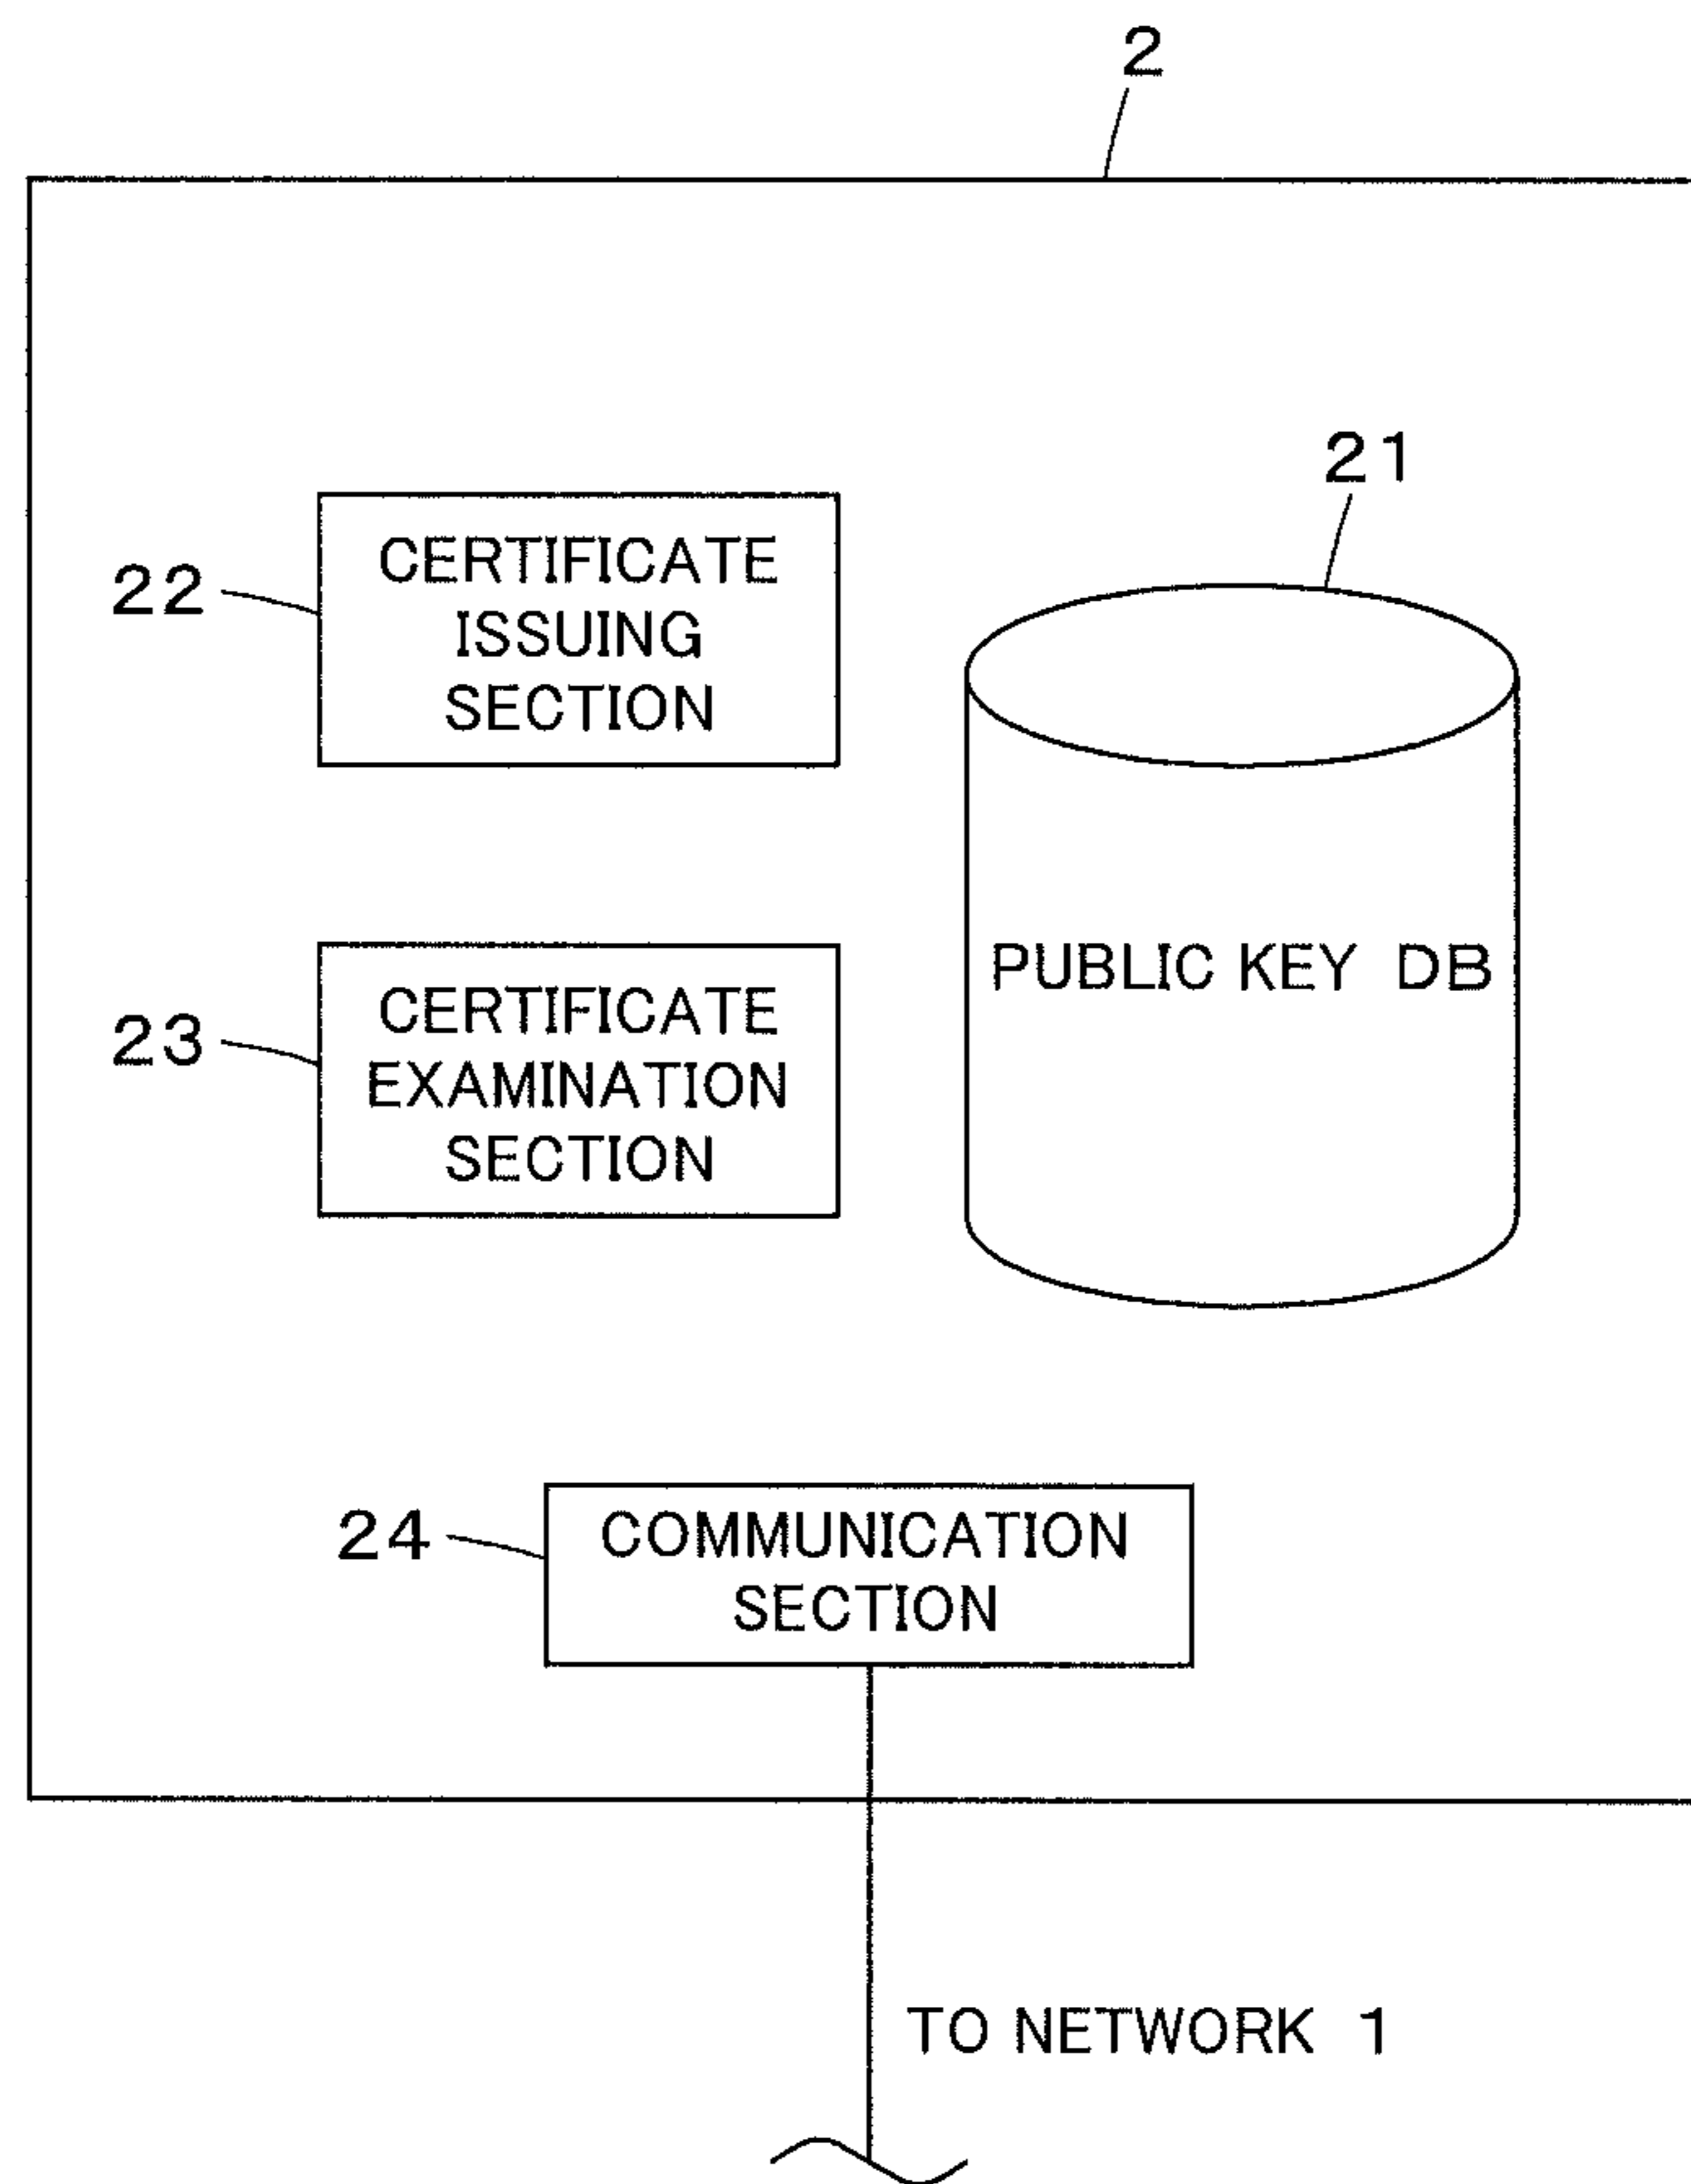 2
21
22
CERTIFICATE
ISSUING
SECTION
PUBLIC KEY DB
23
CERTIFICATE
EXAMINATION
SECTION
24
COMMUNICATION
SECTION
TO NETWORK 1